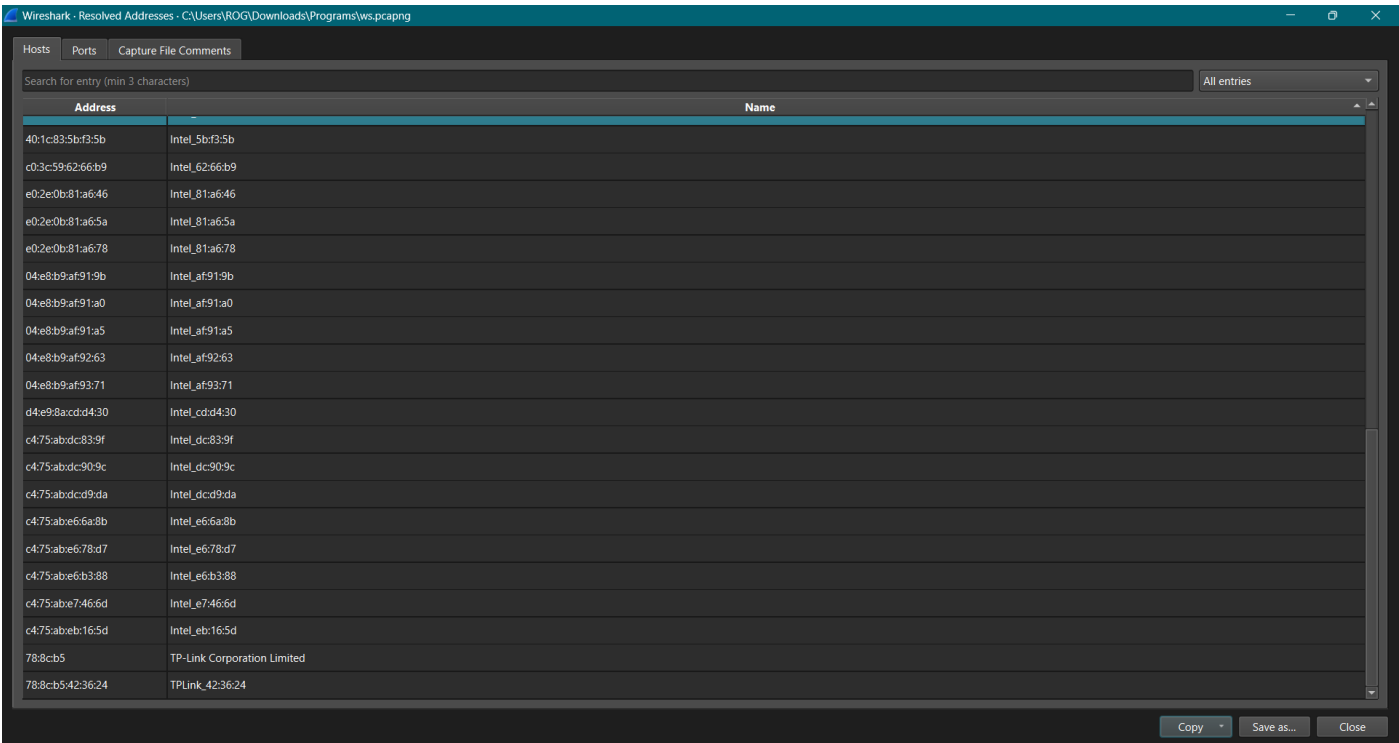 Wireshark · Resolved Addresses · C:\Users\ROG\Downloads\Programs\ws.pcapng
Hosts Ports Capture File Comments
Search for entry (min 3 characters) All entries
Address Name
40:1c:83:5b:f3:5b Intel_5b:f3:5b
c0:3c:59:62:66:b9 Intel_62:66:b9
e0:2e:0b:81:a6:46 Intel_81:a6:46
e0:2e:0b:81:a6:5a Intel_81:a6:5a
e0:2e:0b:81:a6:78 Intel_81:a6:78
04:e8:b9:af:91:9b Intel_af:91:9b
04:e8:b9:af:91:a0 Intel_af:91:a0
04:e8:b9:af:91:a5 Intel_af:91:a5
04:e8:b9:af:92:63 Intel_af:92:63
04:e8:b9:af:93:71 Intel_af:93:71
d4:e9:8a:cd:d4:30 Intel_cd:d4:30
c4:75:ab:dc:83:9f Intel_dc:83:9f
c4:75:ab:dc:90:9c Intel_dc:90:9c
c4:75:ab:dc:d9:da Intel_dc:d9:da
c4:75:ab:e6:6a:8b Intel_e6:6a:8b
c4:75:ab:e6:78:d7 Intel_e6:78:d7
c4:75:ab:e6:b3:88 Intel_e6:b3:88
c4:75:ab:e7:46:6d Intel_e7:46:6d
c4:75:ab:eb:16:5d Intel_eb:16:5d
78:8c:b5 TP-Link Corporation Limited
78:8c:b5:42:36:24 TPLink_42:36:24
Copy Save as... Close